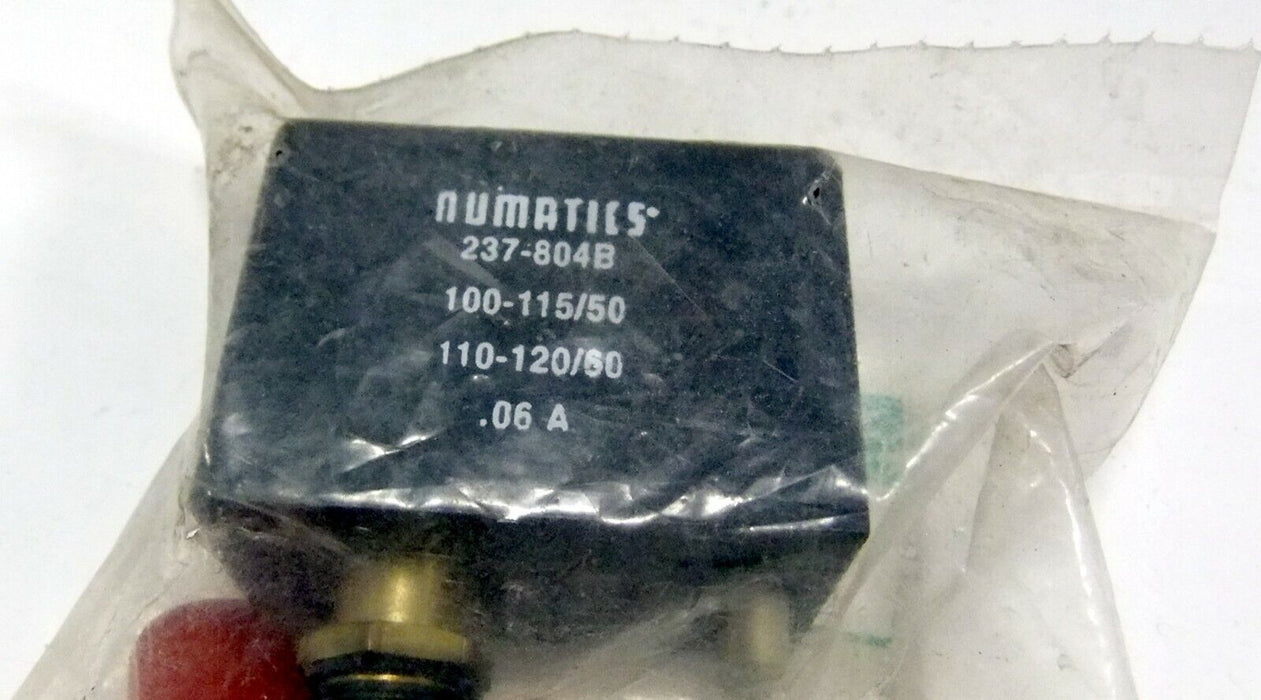 numatics
237-804B
100-115/50
110-120/60
.06 A